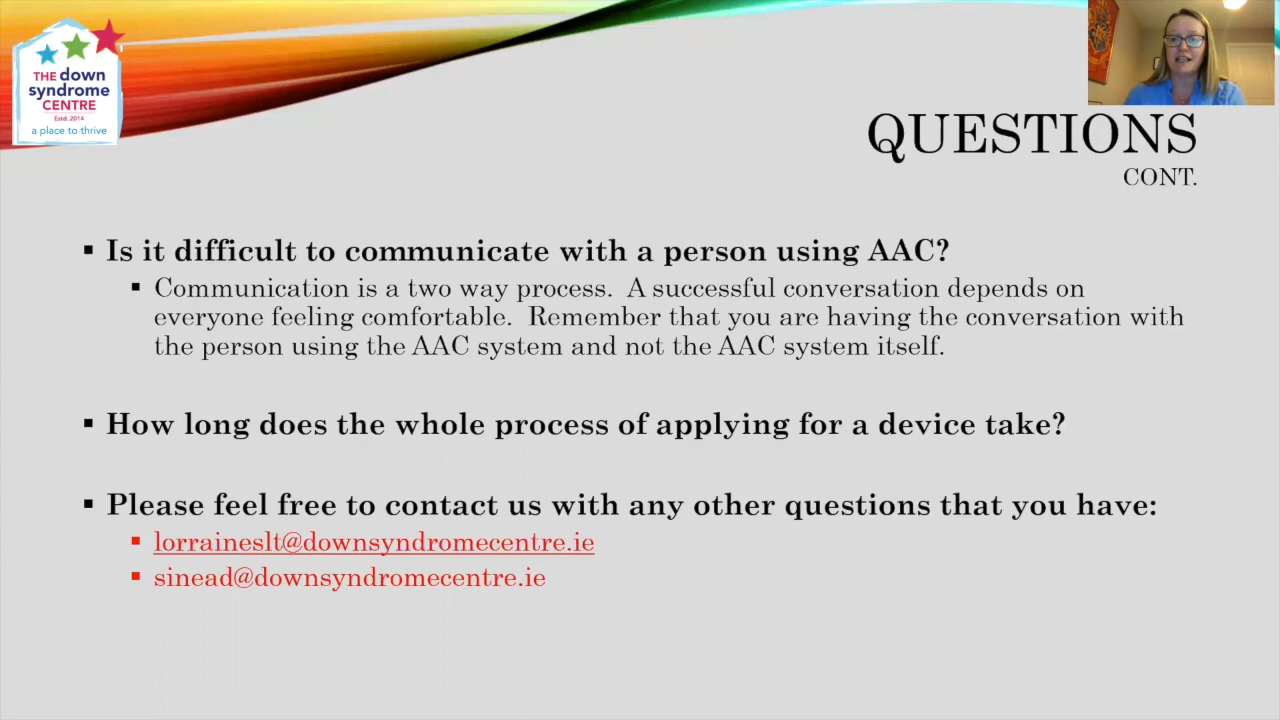 THE down
syndrome
CENTRE
Estd. 2014
a place to thrive
QUESTIONS
CONT.
Is it difficult to communicate with a person using AAC?
Communication is a two way process. A successful conversation depends on
everyone feeling comfortable. Remember that you are having the conversation with
the person using the AAC system and not the AAC system itself.
How long does the whole process of applying for a device take?
Please feel free to contact us with any other questions that you have:
lorraineslt@downsyndromecentre.ie
sinead@downsyndromecentre.ie